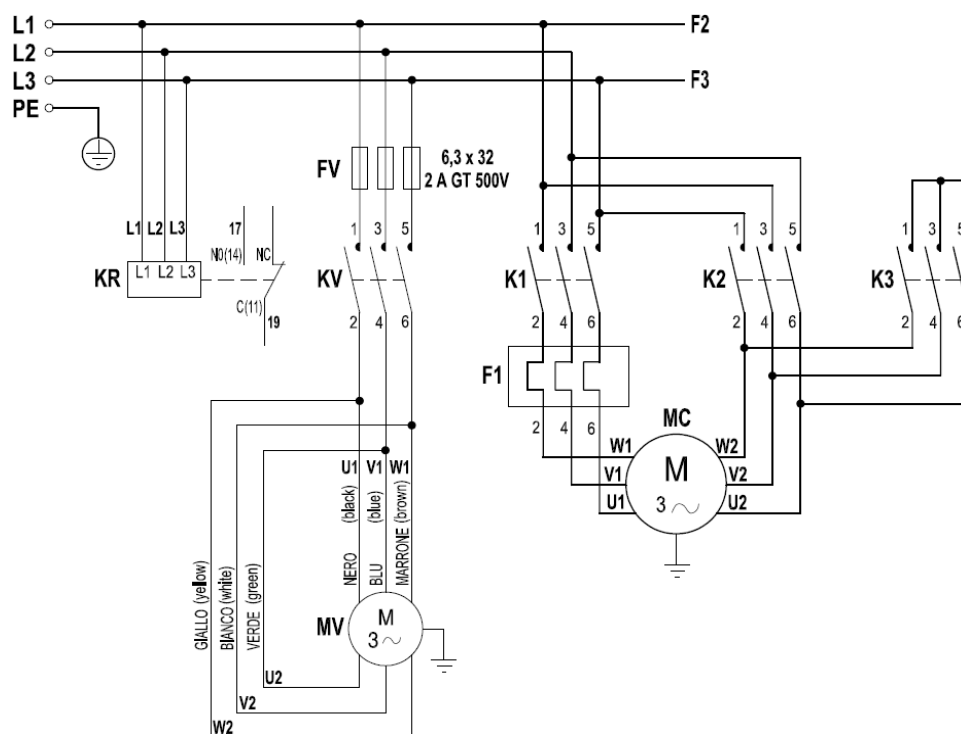 L1 F2
L2
L3 F3
PE
FV 6,3 x 32
2 A GT 500V
L1 L2 L3 17 1 3 5 1 3 5 1 3 5 1 3 5
N0(14) NC
KR L1 L2 L3 KV K1 K2 K3
C(11)
19 2 4 6 2 4 6 2 4 6 2 4 6
F1
2 4 6 MC
W1 W2
M
V1 V2
3
U1 U2
U1 V1 W1
(black) (blue) (brown)
NERO BLU MARRONE
GIALLO (yellow)
BIANCO (white)
VERDE (green)
MV M
3
U2
V2
W2